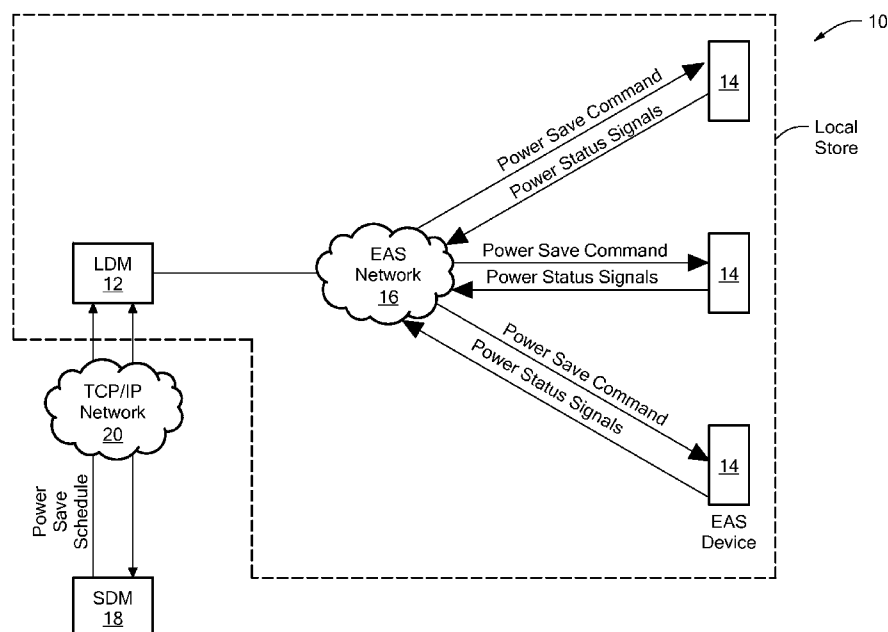 10
14
Local
Store
Power Save Command
Power Status Signals
EAS
Network
16
Power Save Command
Power Status Signals
14
LDM
12
Power Save Command
Power Status Signals
14
EAS
Device
TCP/IP
Network
20
Power
Save
Schedule
SDM
18